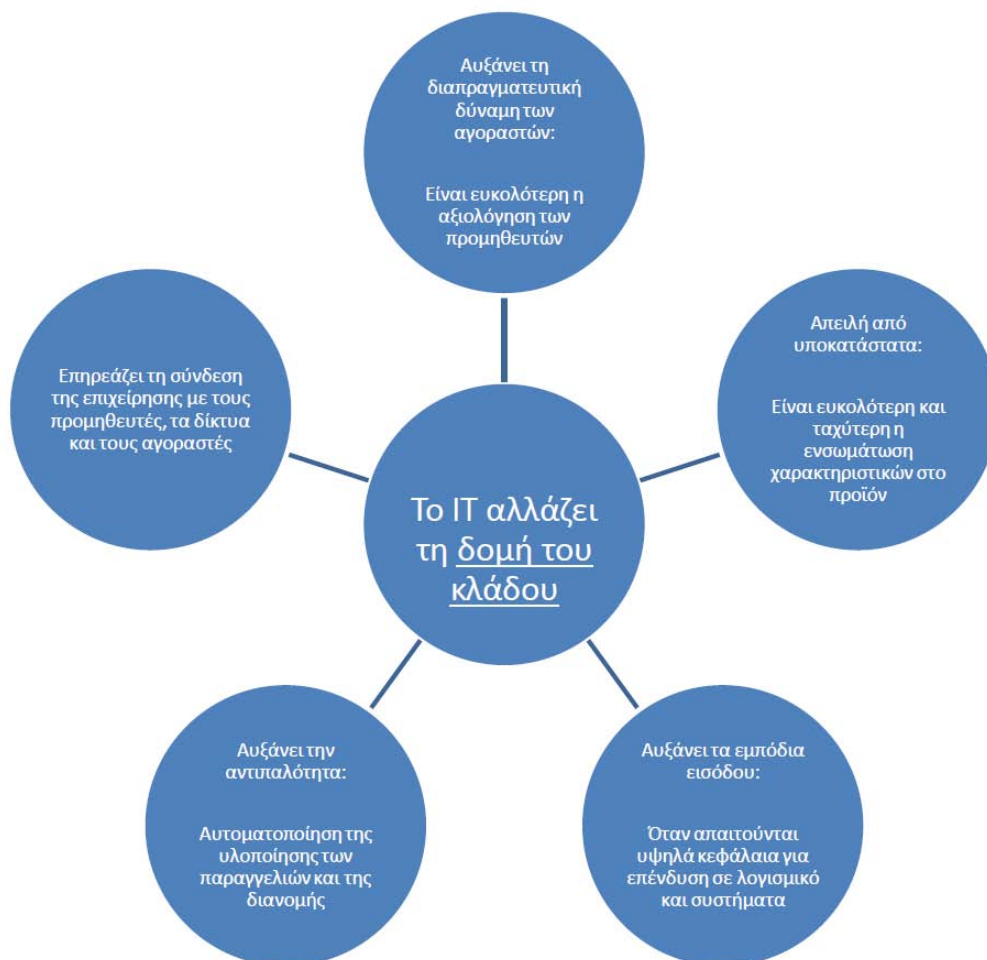 Αυξάνει τη
διαπραγματευτική
δύναμη των
αγοραστών:
Είναι ευκολότερη η
αξιολόγηση των
προμηθευτών
Απειλή από
υποκατάστατα:
Είναι ευκολότερη και
ταχύτερη η
ενσωμάτωση
χαρακτηριστικών στο
προϊόν
Επηρεάζει τη σύνδεση
της επιχείρησης με τους
προμηθευτές, τα δίκτυα
και τους αγοραστές
Το IT αλλάζει
τη δομή του
κλάδου
Αυξάνει την
αντιπαλότητα:
Αυτοματοποίηση της
υλοποίησης των
παραγγελιών και της
διανομής
Αυξάνει τα εμπόδια
εισόδου:
Όταν απαιτούνται
υψηλά κεφάλαια για
επένδυση σε λογισμικό
και συστήματα